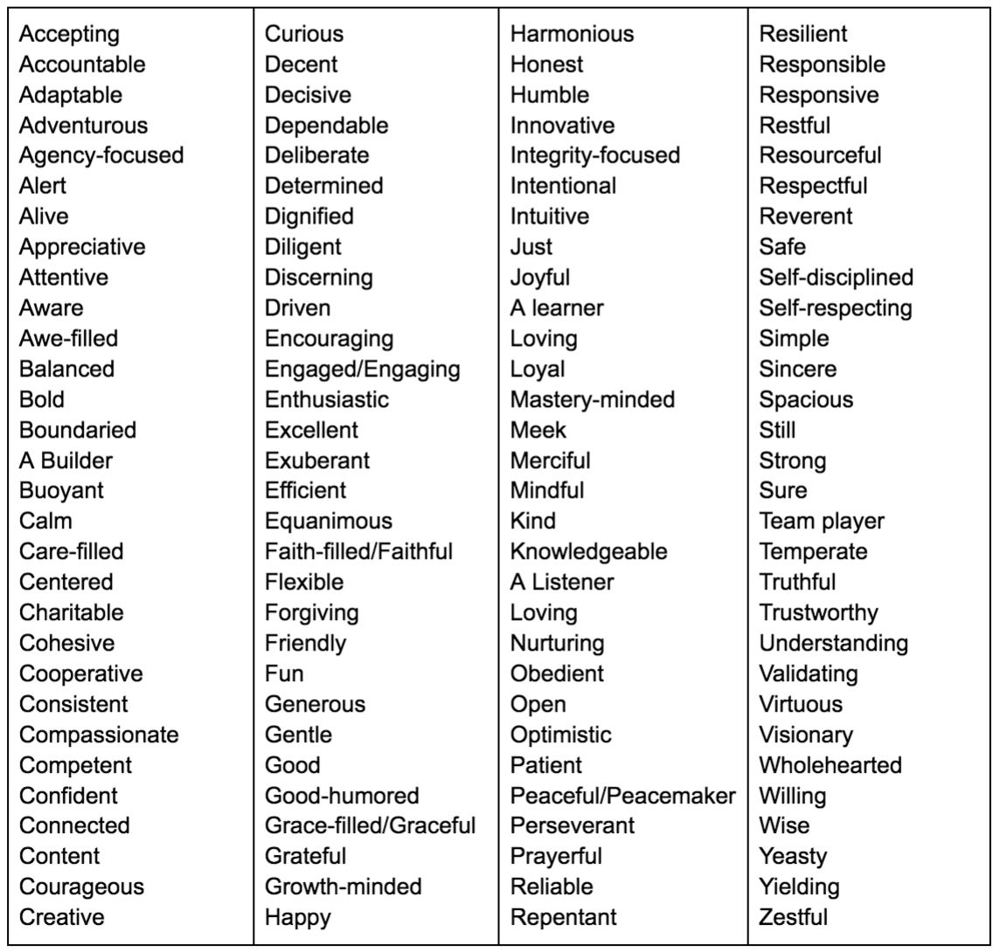 Accepting
Accountable
Adaptable
Adventurous
Agency-focused
Alert
Alive
Appreciative
Attentive
Aware
Awe-filled
Balanced
Bold
Boundaried
A Builder
Buoyant
Calm
Care-filled
Centered
Charitable
Cohesive
Cooperative
Consistent
Compassionate
Competent
Confident
Connected
Content
Courageous
Creative
Curious
Decent
Decisive
Dependable
Deliberate
Determined
Dignified
Diligent
Discerning
Driven
Encouraging
Engaged/Engaging
Enthusiastic
Excellent
Exuberant
Efficient
Equanimous
Faith-filled/Faithful
Flexible
Forgiving
Friendly
Fun
Generous
Gentle
Good
Good-humored
Grace-filled/Graceful
Grateful
Growth-minded
Happy
Harmonious
Honest
Humble
Innovative
Integrity-focused
Intentional
Intuitive
Just
Joyful
A learner
Loving
Loyal
Mastery-minded
Meek
Merciful
Mindful
Kind
Knowledgeable
A Listener
Loving
Nurturing
Obedient
Open
Optimistic
Patient
Peaceful/Peacemaker
Perseverant
Prayerful
Reliable
Repentant
Resilient
Responsible
Responsive
Restful
Resourceful
Respectful
Reverent
Safe
Self-disciplined
Self-respecting
Simple
Sincere
Spacious
Still
Strong
Sure
Team player
Temperate
Truthful
Trustworthy
Understanding
Validating
Virtuous
Visionary
Wholehearted
Willing
Wise
Yeasty
Yielding
Zestful